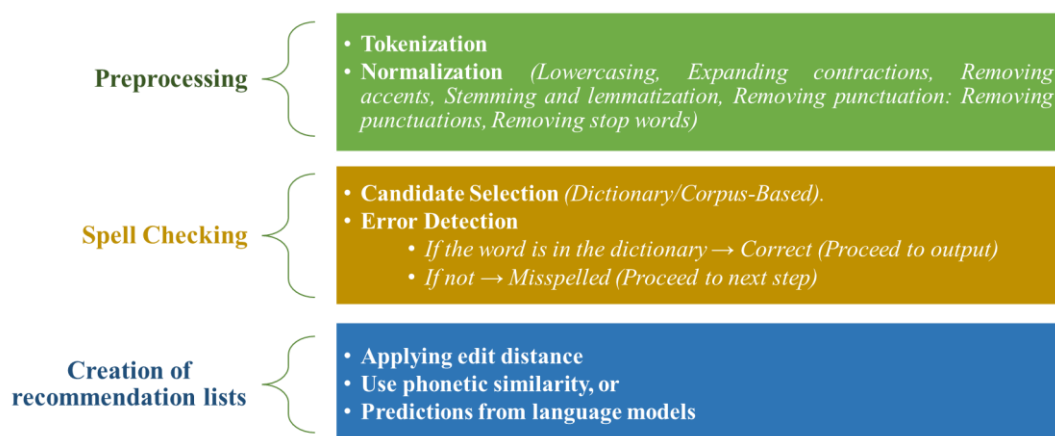 Preprocessing
• Tokenization
• Normalization (Lowercasing, Expanding contractions, Removing
accents, Stemming and lemmatization, Removing punctuation: Removing
punctuations, Removing stop words)
Spell Checking
• Candidate Selection (Dictionary/Corpus-Based).
• Error Detection
• If the word is in the dictionary → Correct (Proceed to output)
• If not → Misspelled (Proceed to next step)
Creation of
recommendation lists
• Applying edit distance
• Use phonetic similarity, or
• Predictions from language models